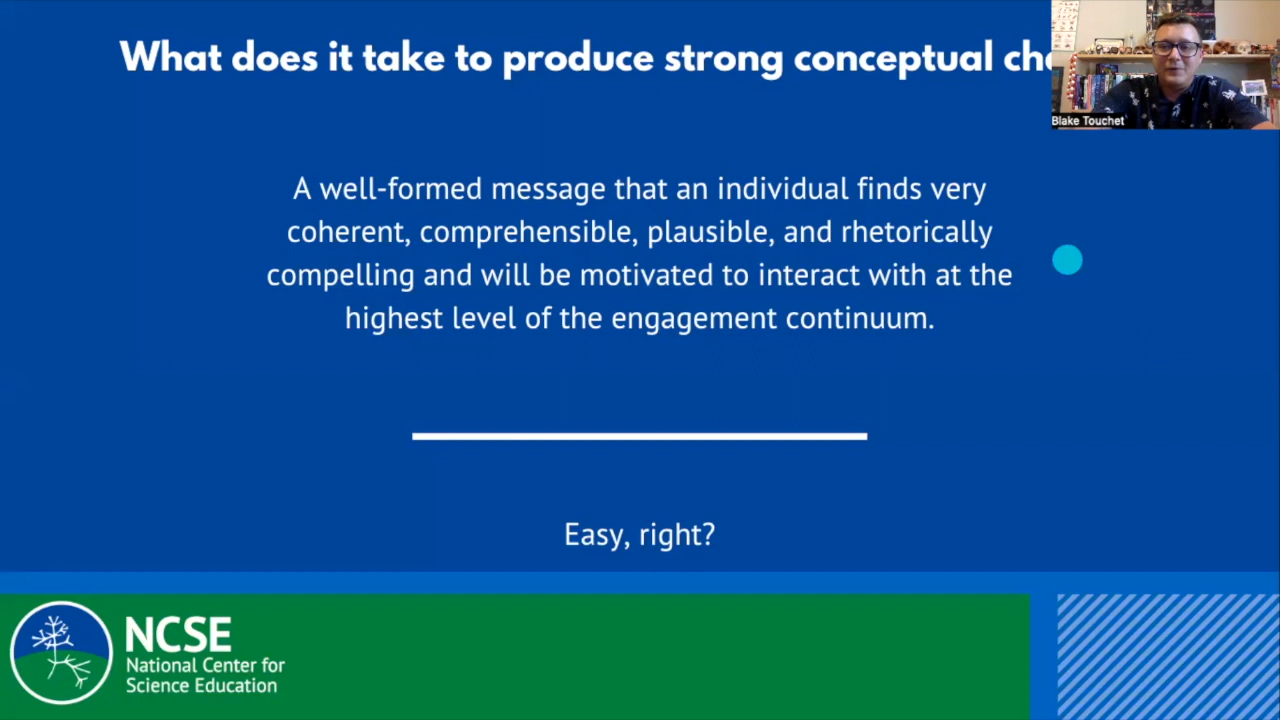 What does it take to produce strong conceptual
Blake Touchet
A well-formed message that an individual finds very
coherent, comprehensible, plausible, and rhetorically
compelling and will be motivated to interact with at the
highest level of the engagement continuum.
Easy, right?
NCSE
National Center for
Science Education